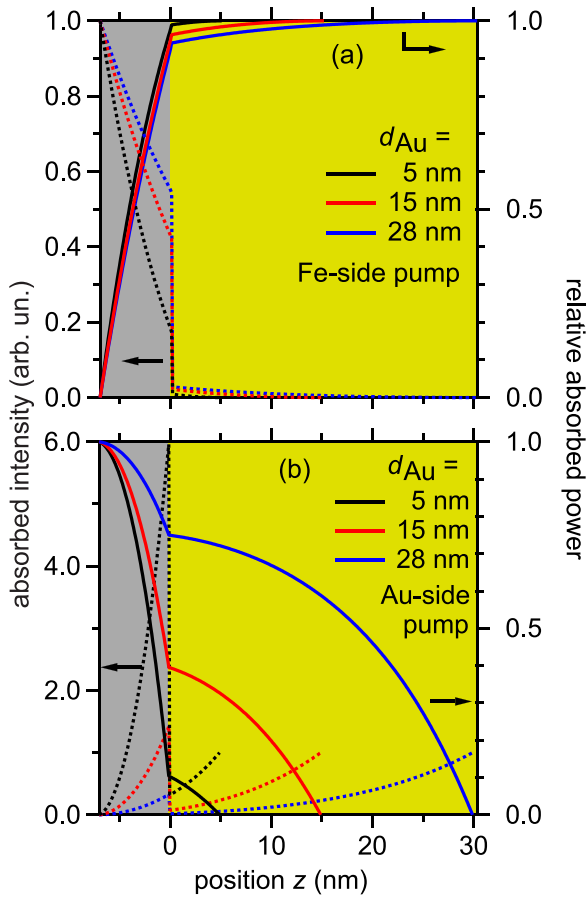 1.0
0.8
0.6
0.4
0.2
0.0
1.0
0.5
0.0
(a)
dAu =
5 nm
15 nm
28 nm
Fe-side pump
absorbed intensity (arb. un.)
relative absorbed power
6.0
4.0
2.0
0.0
1.0
0.5
0.0
(b)
dAu =
5 nm
15 nm
28 nm
Au-side
pump
0
10
20
30
position z (nm)